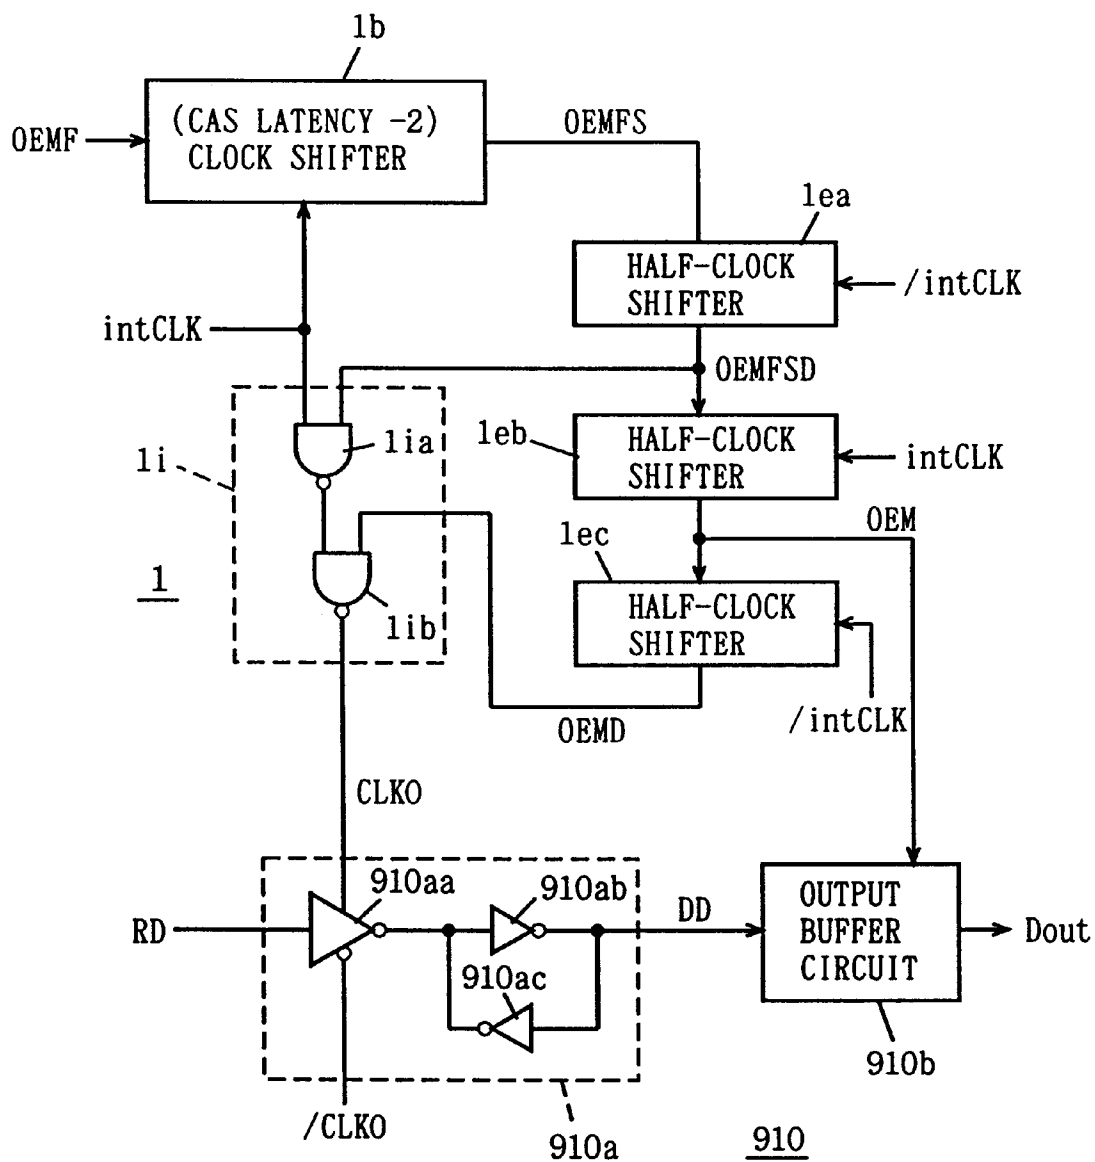 1b
OEMF
(CAS LATENCY -2)
CLOCK SHIFTER
OEMFS
1ea
HALF-CLOCK
SHIFTER
/intCLK
intCLK
OEMFSD
1i
1ia
1eb
HALF-CLOCK
SHIFTER
intCLK
OEM
1
1ib
1ec
HALF-CLOCK
SHIFTER
/intCLK
OEMD
CLKO
RD
910aa
910ab
910ac
DD
OUTPUT
BUFFER
CIRCUIT
Dout
910b
/CLKO
910a
910